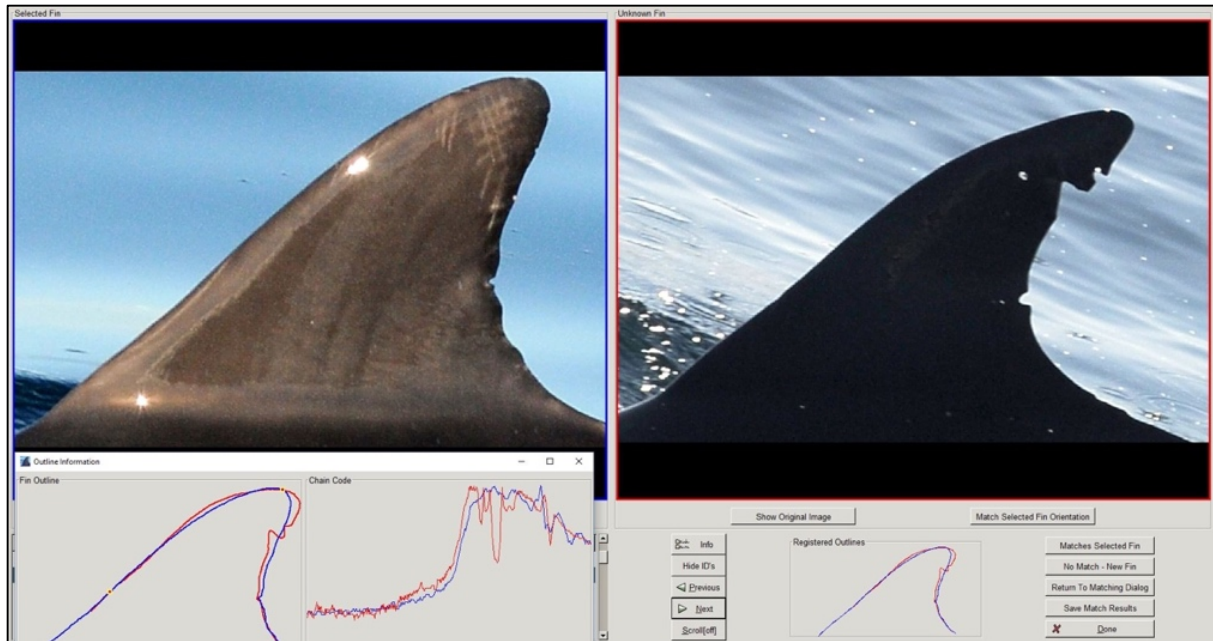 Selected Fin
Unknown Fin
Outline Information
Fin Outline
Chain Code
Show Original Image
Match Selected Fin Orientation
Info
Hide ID's
Previous
Next
Scroll[off]
Registered Outlines
Matches Selected Fin
No Match - New Fin
Return To Matching Dialog
Save Match Results
Done